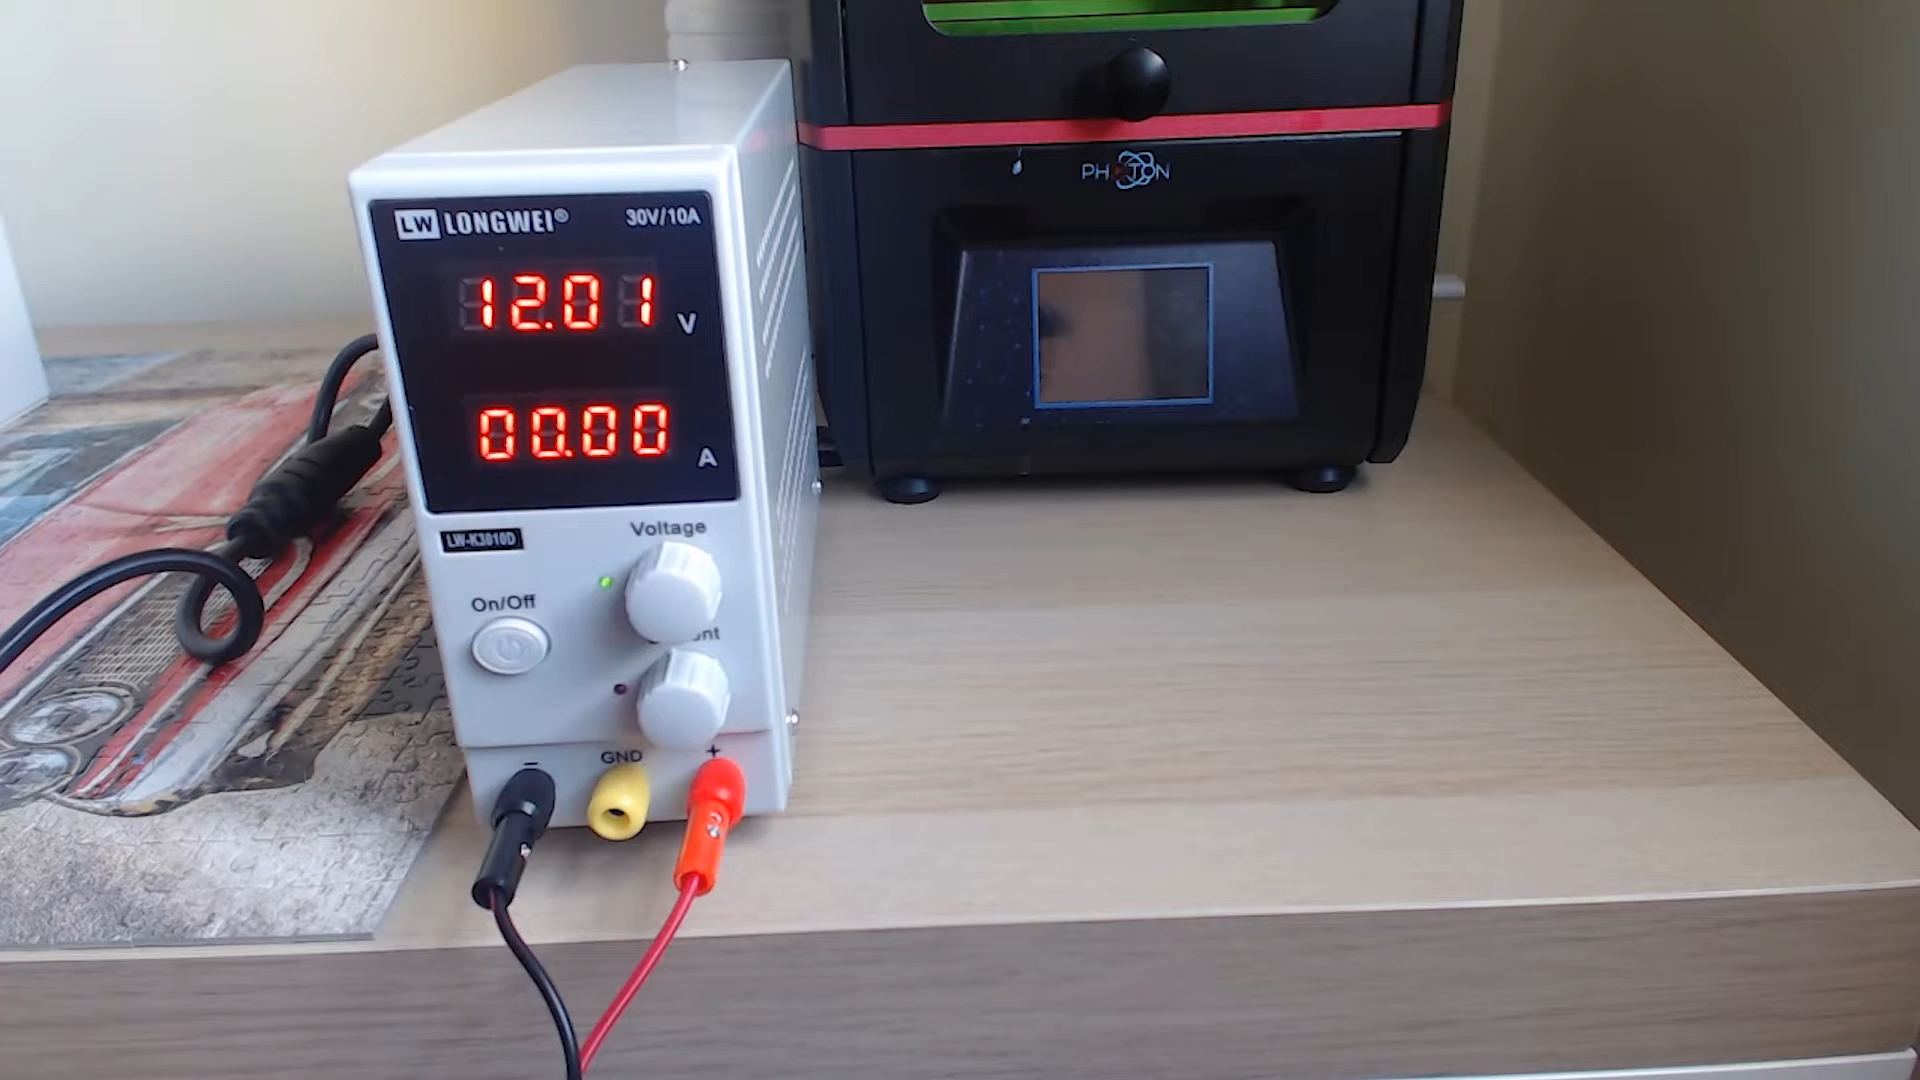 LW LONGWEI® 30V/10A
12.01 V
00.00 A
LW-K3010D
Voltage
On/Off
GND
-
+
PHOTON